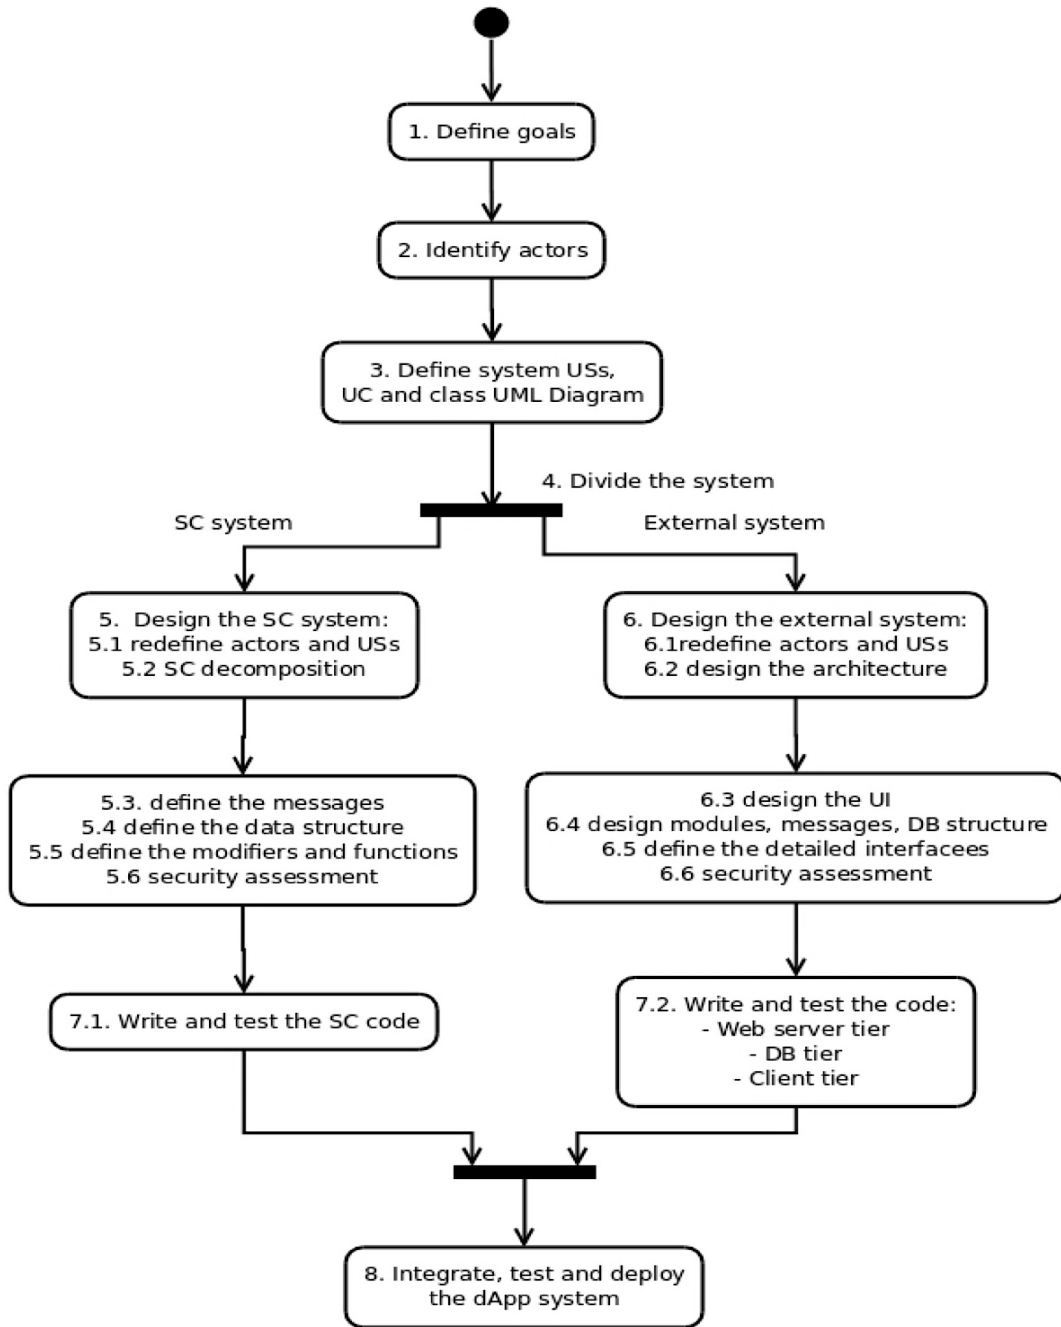 1. Define goals
2. Identify actors
3. Define system USs,
UC and class UML Diagram
4. Divide the system
SC system
External system
5.  Design the SC system:
5.1 redefine actors and USs
5.2 SC decomposition
6. Design the external system:
6.1redefine actors and USs
6.2 design the architecture
5.3. define the messages
5.4 define the data structure
5.5 define the modifiers and functions
5.6 security assessment
6.3 design the UI
6.4 design modules, messages, DB structure
6.5 define the detailed interfacees
6.6 security assessment
7.1. Write and test the SC code
7.2. Write and test the code:
- Web server tier
- DB tier
- Client tier
8. Integrate, test and deploy
the dApp system